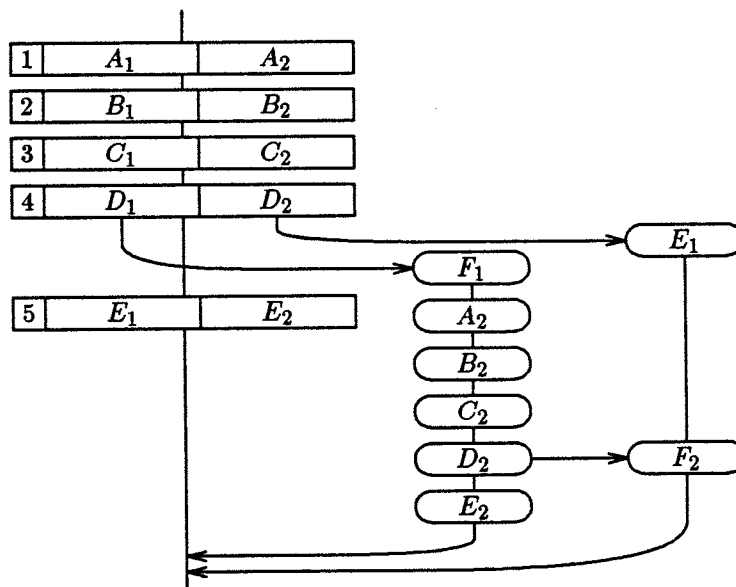 1 A₁ A₂
2 B₁ B₂
3 C₁ C₂
4 D₁ D₂
E₁
F₁
5 E₁ E₂
A₂
B₂
C₂
D₂ F₂
E₂